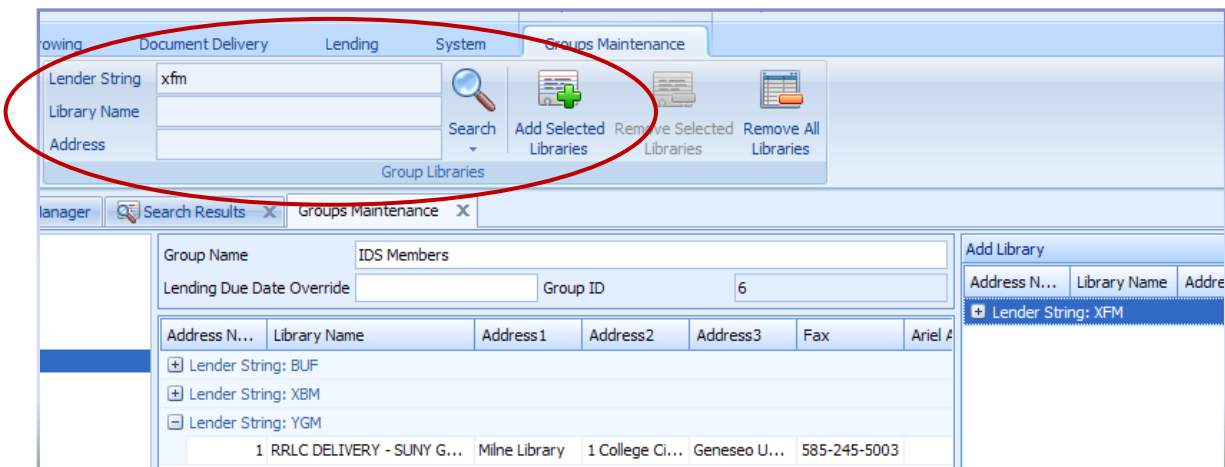 rowing Document Delivery Lending System Groups Maintenance
Lender String xfm
Library Name
Address
Search
Add Selected Libraries
Remove Selected Libraries
Remove All Libraries
Group Libraries
Manager Search Results X Groups Maintenance X
Group Name IDS Members
Lending Due Date Override Group ID 6
Address N... Library Name Address1 Address2 Address3 Fax Ariel A
Lender String: BUF
Lender String: XBM
Lender String: YGM
1 RRLC DELIVERY - SUNY G... Milne Library 1 College Ci... Geneseo U... 585-245-5003
Add Library
Address N... Library Name Addre
Lender String: XFM